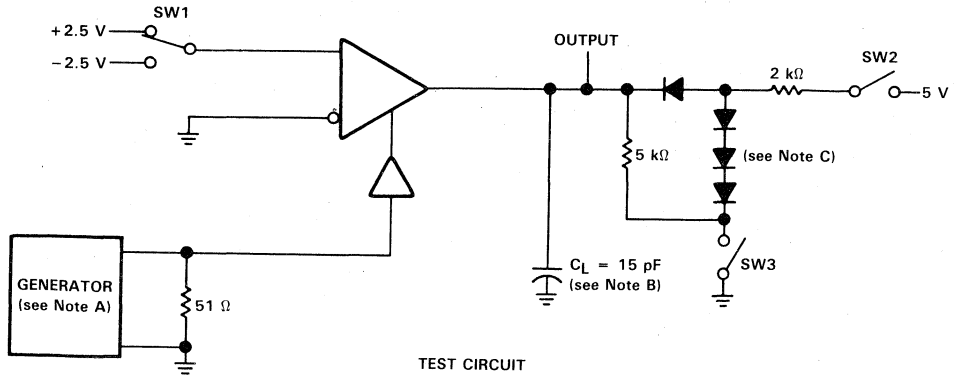 SW1
+2.5 V
−2.5 V
OUTPUT
SW2
2 kΩ
5 V
5 kΩ
(see Note C)
SW3
CL = 15 pF
(see Note B)
GENERATOR
(see Note A)
51 Ω
TEST CIRCUIT